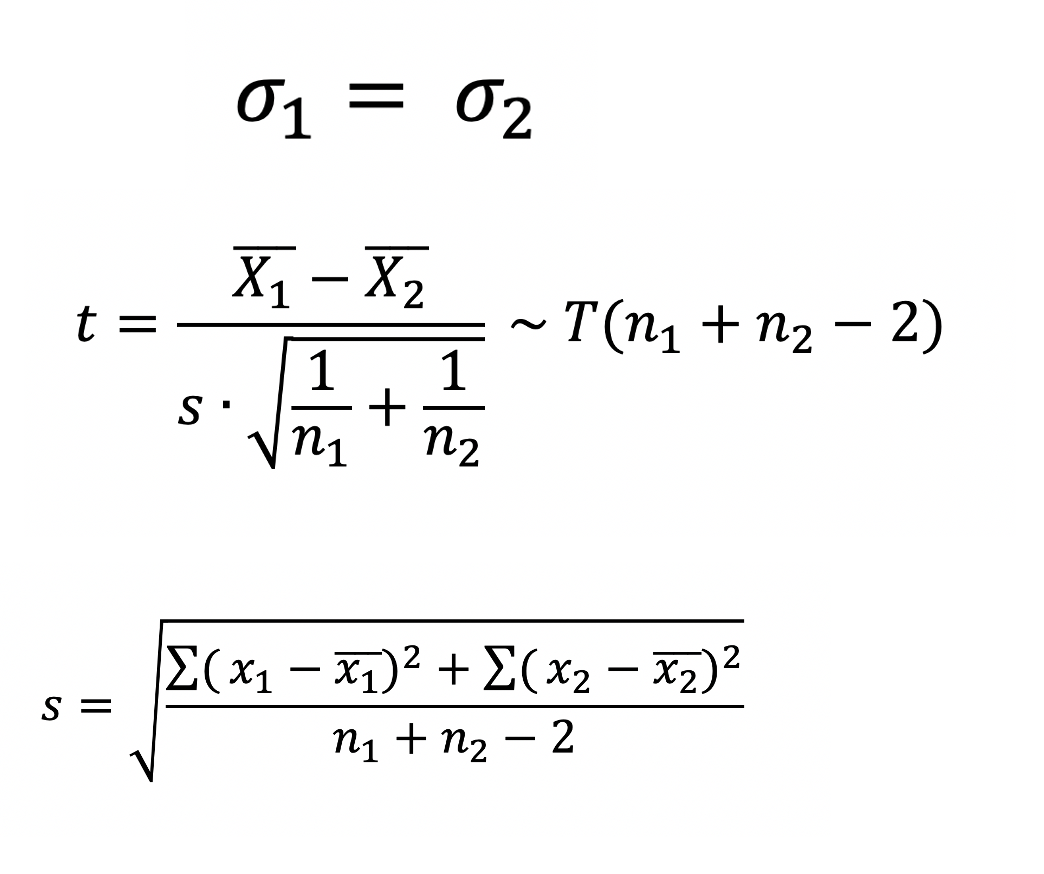 σ₁ = σ₂
t = (X̅₁ − X̅₂) / (s · √(1/n₁ + 1/n₂)) ~ T(n₁ + n₂ − 2)
s = √((∑( x₁ − x̅₁)² + ∑( x₂ − x̅₂)²) / (n₁ + n₂ − 2))